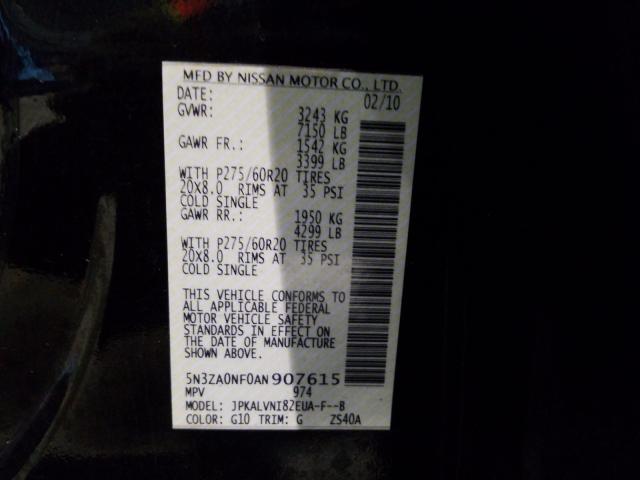 MFD BY NISSAN MOTOR CO., LTD.
DATE: 02/10
GVWR: 3243 KG
7150 LB
GAWR FR.: 1542 KG
3399 LB
WITH P275/60R20 TIRES
20X8.0 RIMS AT 35 PSI
COLD SINGLE
GAWR RR.: 1950 KG
4299 LB
WITH P275/60R20 TIRES
20X8.0 RIMS AT 35 PSI
COLD SINGLE
THIS VEHICLE CONFORMS TO
ALL APPLICABLE FEDERAL
MOTOR VEHICLE SAFETY
STANDARDS IN EFFECT ON
THE DATE OF MANUFACTURE
SHOWN ABOVE.
5N3ZA0NF0AN907615
MPV 974
MODEL: JPKALVNI82EUA-F--B
COLOR: G10 TRIM: G ZS40A